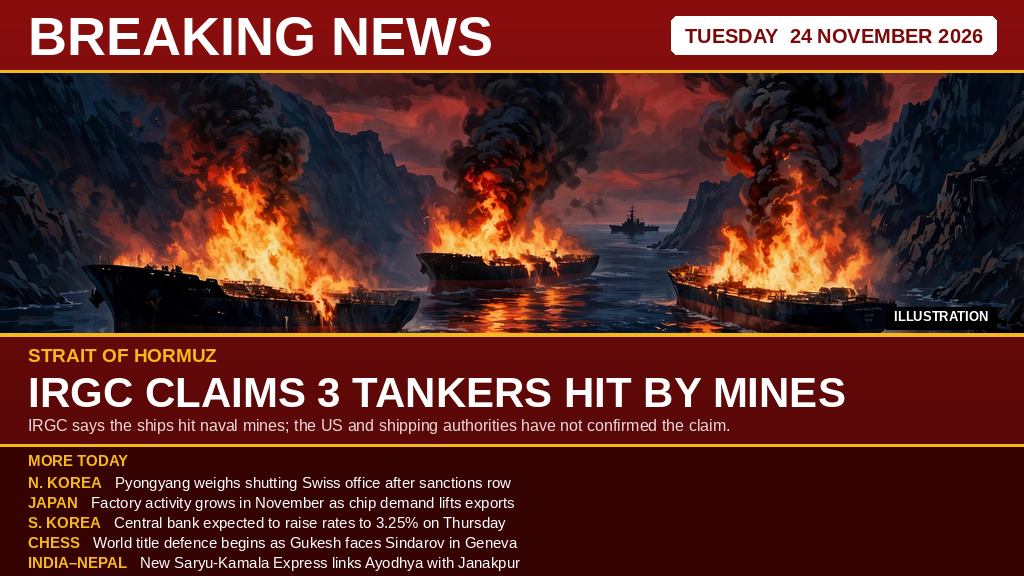 BREAKING NEWS
TUESDAY 24 NOVEMBER 2026
ILLUSTRATION
STRAIT OF HORMUZ
IRGC CLAIMS 3 TANKERS HIT BY MINES
IRGC says the ships hit naval mines; the US and shipping authorities have not confirmed the claim.
MORE TODAY
N. KOREA Pyongyang weighs shutting Swiss office after sanctions row
JAPAN Factory activity grows in November as chip demand lifts exports
S. KOREA Central bank expected to raise rates to 3.25% on Thursday
CHESS World title defence begins as Gukesh faces Sindarov in Geneva
INDIA–NEPAL New Saryu-Kamala Express links Ayodhya with Janakpur